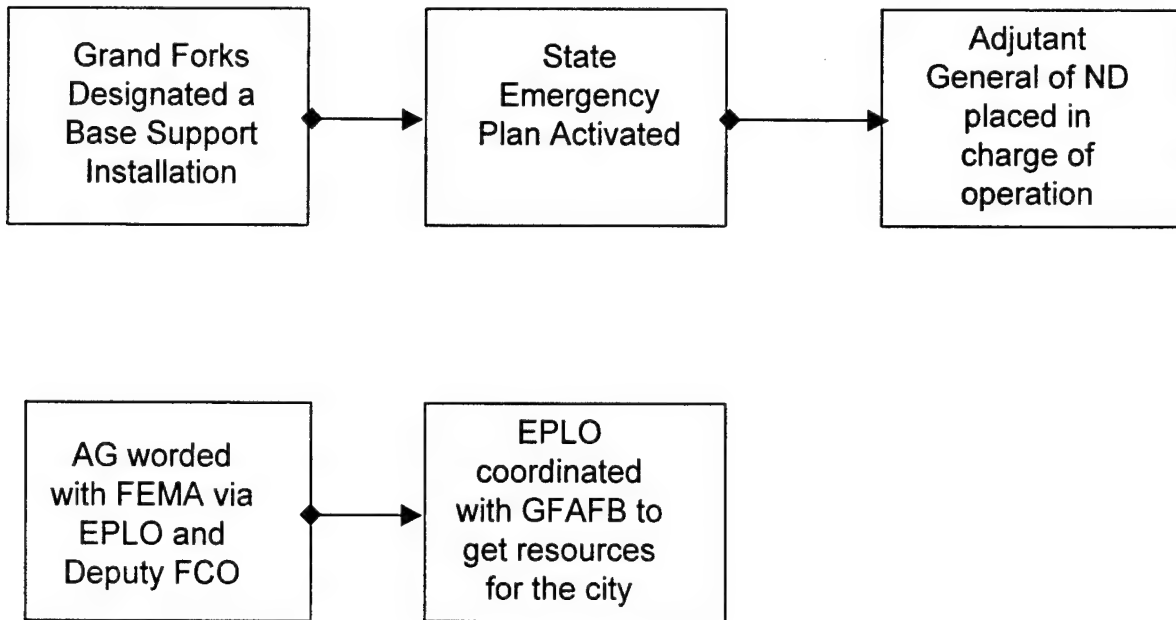 Grand Forks
Designated a
Base Support
Installation
State
Emergency
Plan Activated
Adjutant
General of ND
placed in
charge of
operation
AG worded
with FEMA via
EPLO and
Deputy FCO
EPLO
coordinated
with GFAFB to
get resources
for the city